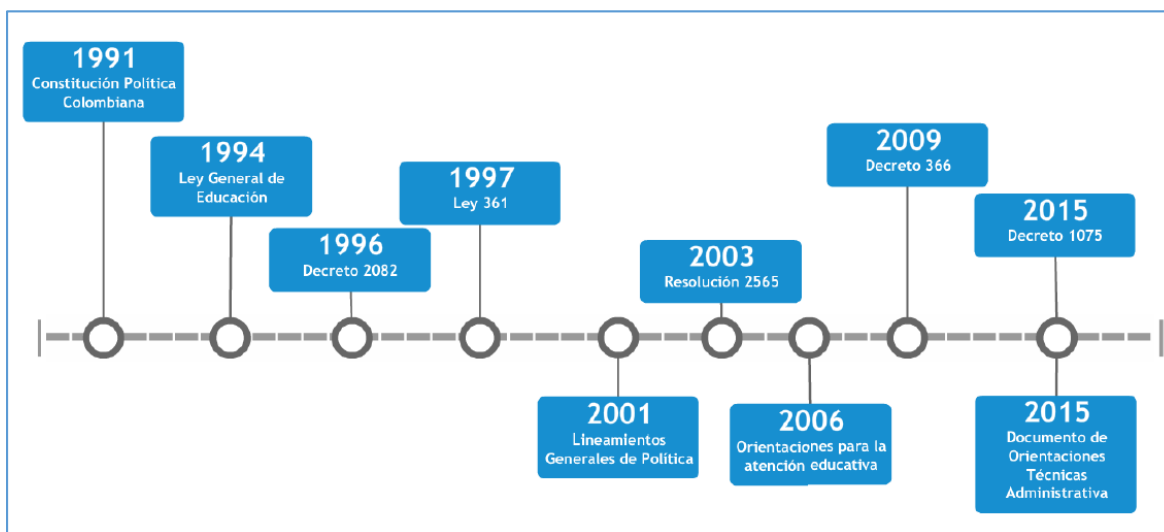 1991
Constitución Política
Colombiana
1994
Ley General de
Educación
1996
Decreto 2082
1997
Ley 361
2001
Lineamientos
Generales de Política
2003
Resolución 2565
2006
Orientaciones para la
atención educativa
2009
Decreto 366
2015
Decreto 1075
2015
Documento de
Orientaciones
Técnicas
Administrativa